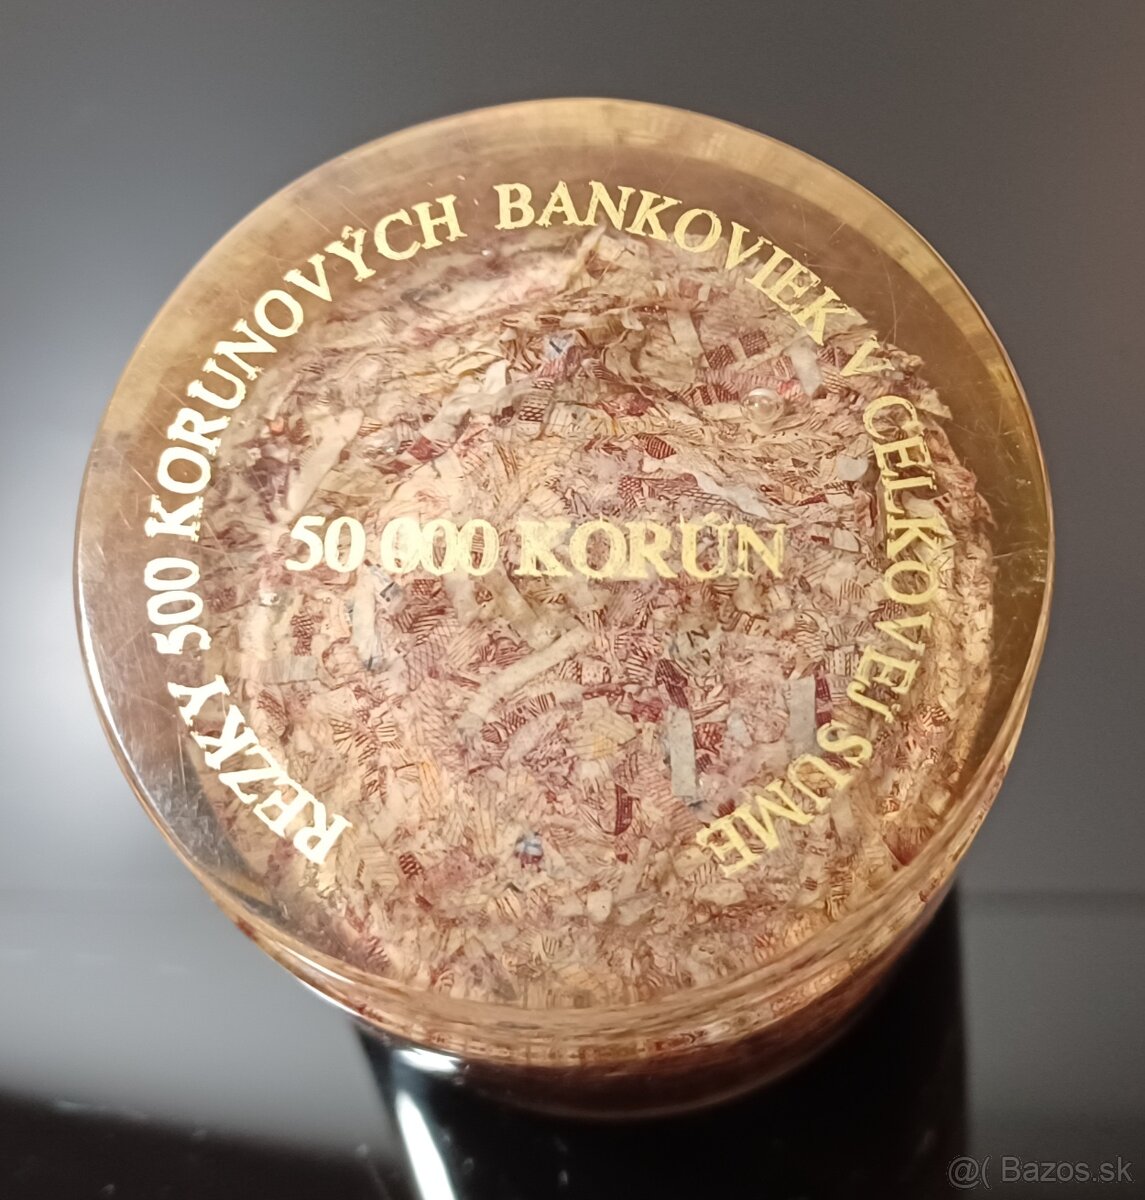 REZKY 500 KORUNOVÝCH BANKOVIEK V CELKOVEJ SUME
50 000 KORÚN
@( Bazos.sk